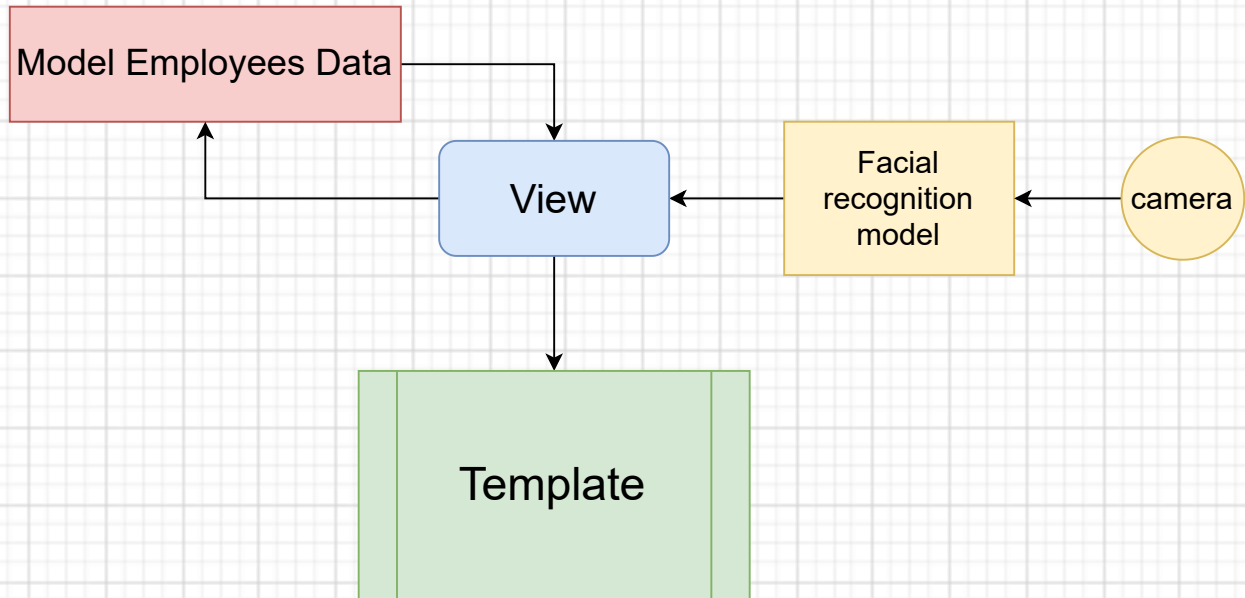 Model Employees Data
View
Facial
recognition
model
camera
Template